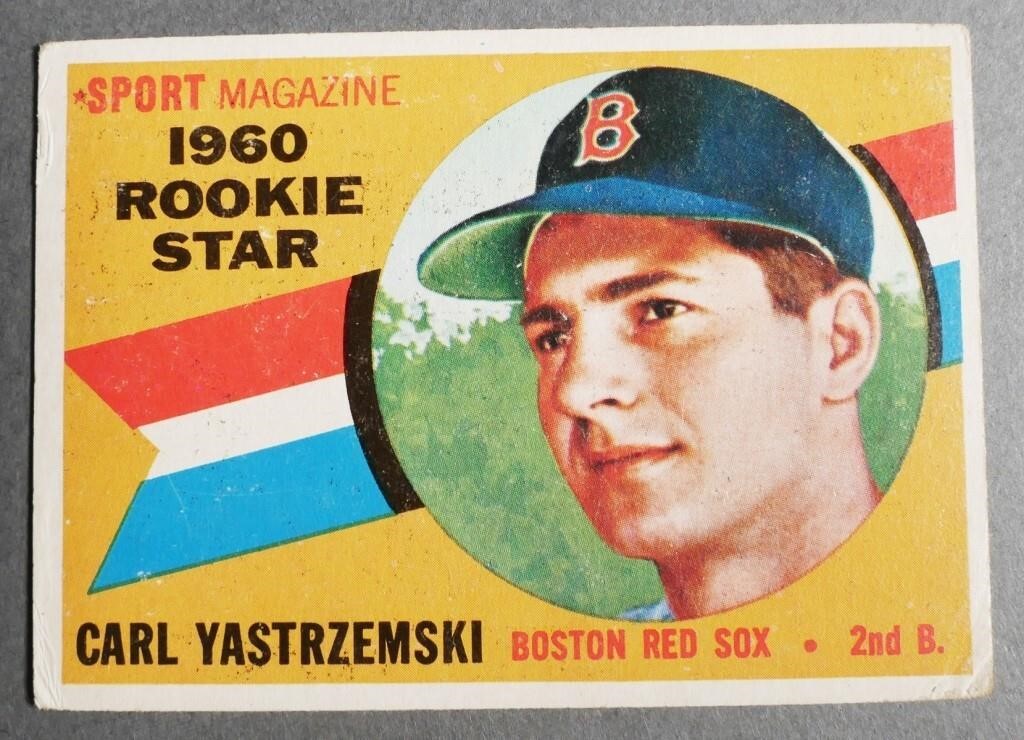 ★SPORT MAGAZINE
1960
ROOKIE
STAR
B
CARL YASTRZEMSKI BOSTON RED SOX • 2nd B.